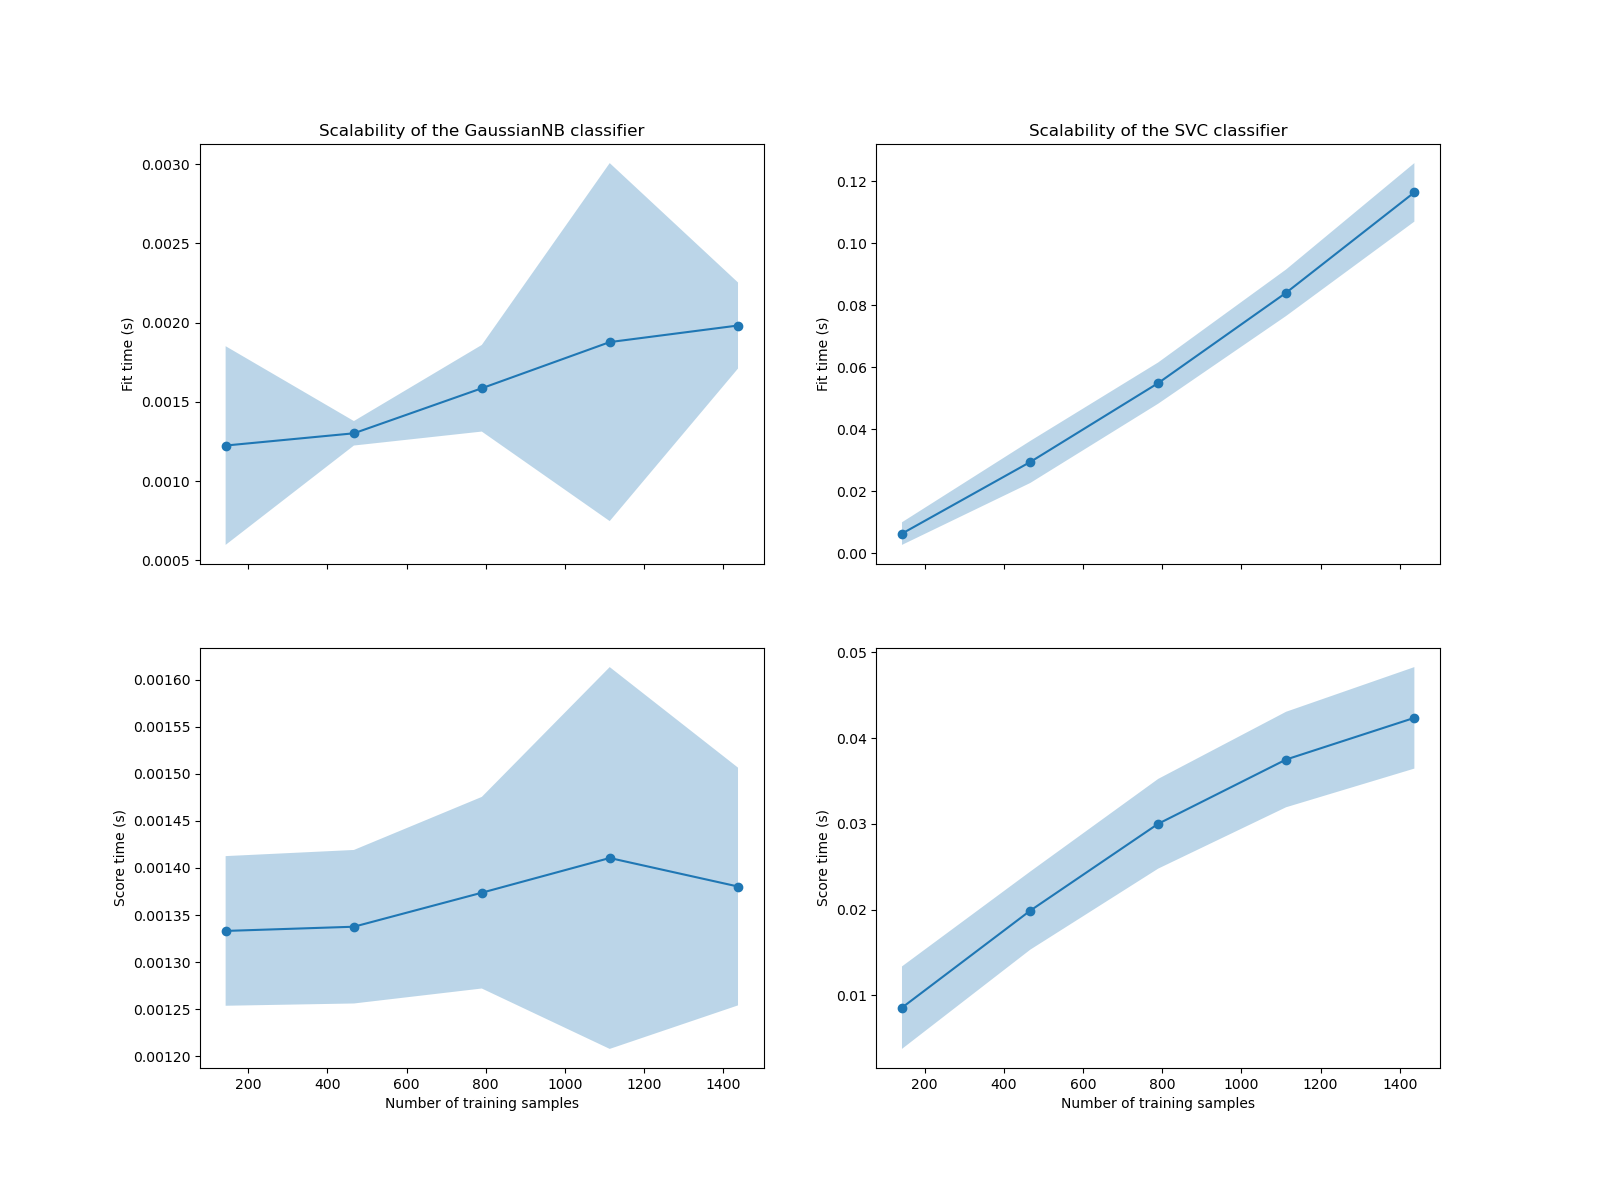 Scalability of the GaussianNB classifier
0.0030
0.0025
0.0020
0.0015
0.0010
0.0005
Fit time (s)
Scalability of the SVC classifier
0.12
0.10
0.08
0.06
0.04
0.02
0.00
Fit time (s)
0.00160
0.00155
0.00150
0.00145
0.00140
0.00135
0.00130
0.00125
0.00120
Score time (s)
200 400 600 800 1000 1200 1400
Number of training samples
0.05
0.04
0.03
0.02
0.01
Score time (s)
200 400 600 800 1000 1200 1400
Number of training samples